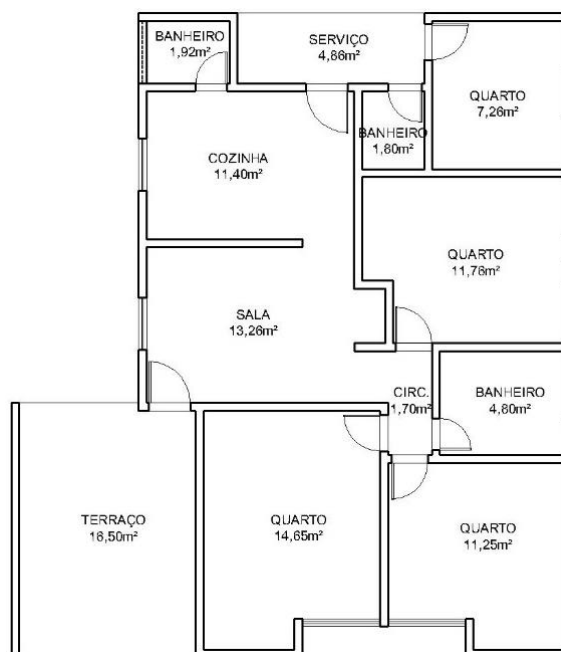 BANHEIRO
1,92m²
SERVIÇO
4,86m²
QUARTO
7,26m²
BANHEIRO
1,80m²
COZINHA
11,40m²
QUARTO
11,76m²
SALA
13,26m²
CIRC.
1,70m²
BANHEIRO
4,80m²
TERRAÇO
16,50m²
QUARTO
14,65m²
QUARTO
11,25m²